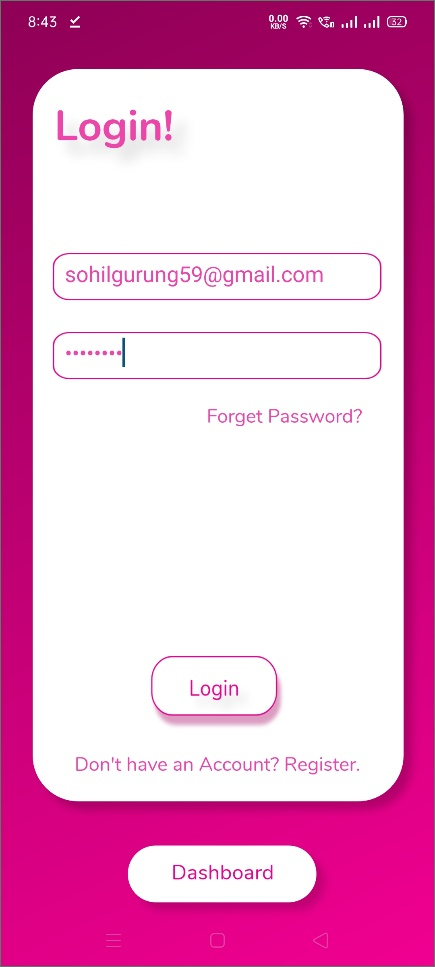 8:43
0.00
KB/S
32
Login!
sohilgurung59@gmail.com
••••••••
Forget Password?
Login
Don't have an Account? Register.
Dashboard